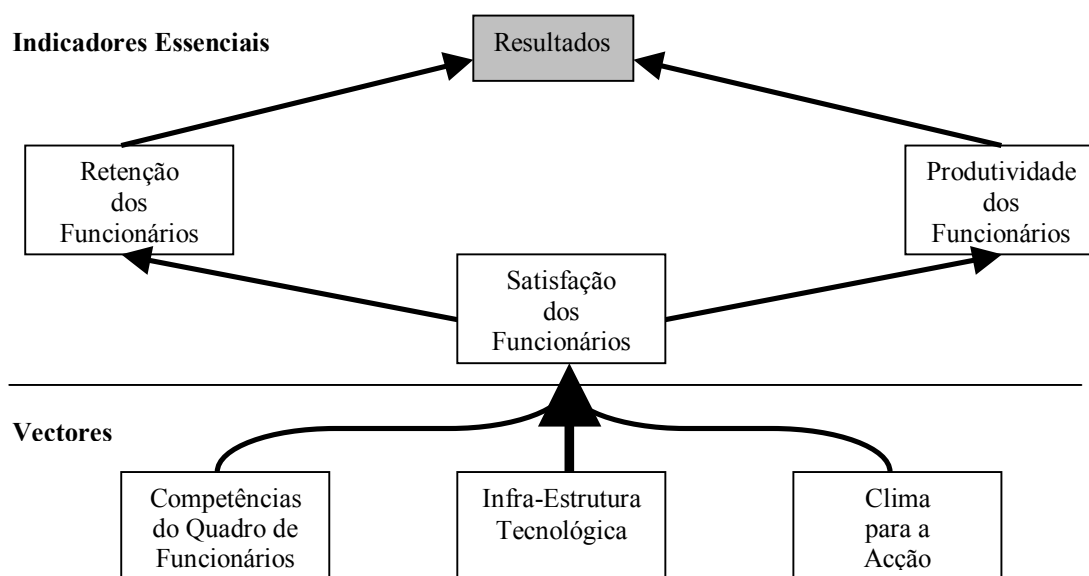 Indicadores Essenciais
Resultados
Retenção
dos
Funcionários
Produtividade
dos
Funcionários
Satisfação
dos
Funcionários
Vectores
Competências
do Quadro de
Funcionários
Infra-Estrutura
Tecnológica
Clima
para a
Acção